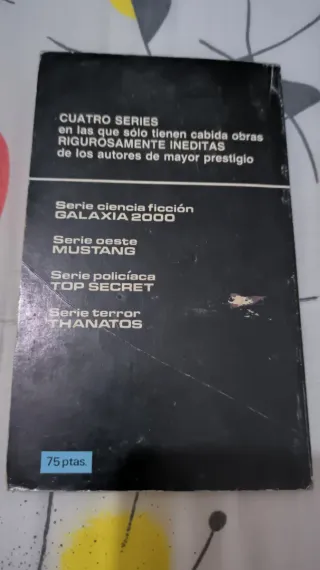 CUATRO SERIES
en las que sólo tienen cabida obras
RIGUROSAMENTE INEDITAS
de los autores de mayor prestigio
Serie ciencia ficción
GALAXIA 2000
Serie oeste
MUSTANG
Serie policíaca
TOP SECRET
Serie terror
THANATOS
75 ptas.